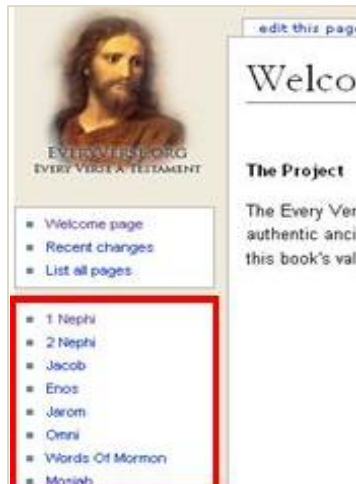 edit this page
Welco
EVERYVERSE.ORG
EVERY VERSE A TESTAMENT
Welcome page
Recent changes
List all pages
The Project
The Every Ver
authentic anci
this book's val
1 Nephi
2 Nephi
Jacob
Enos
Jarom
Omni
Words Of Mormon
Mosiah